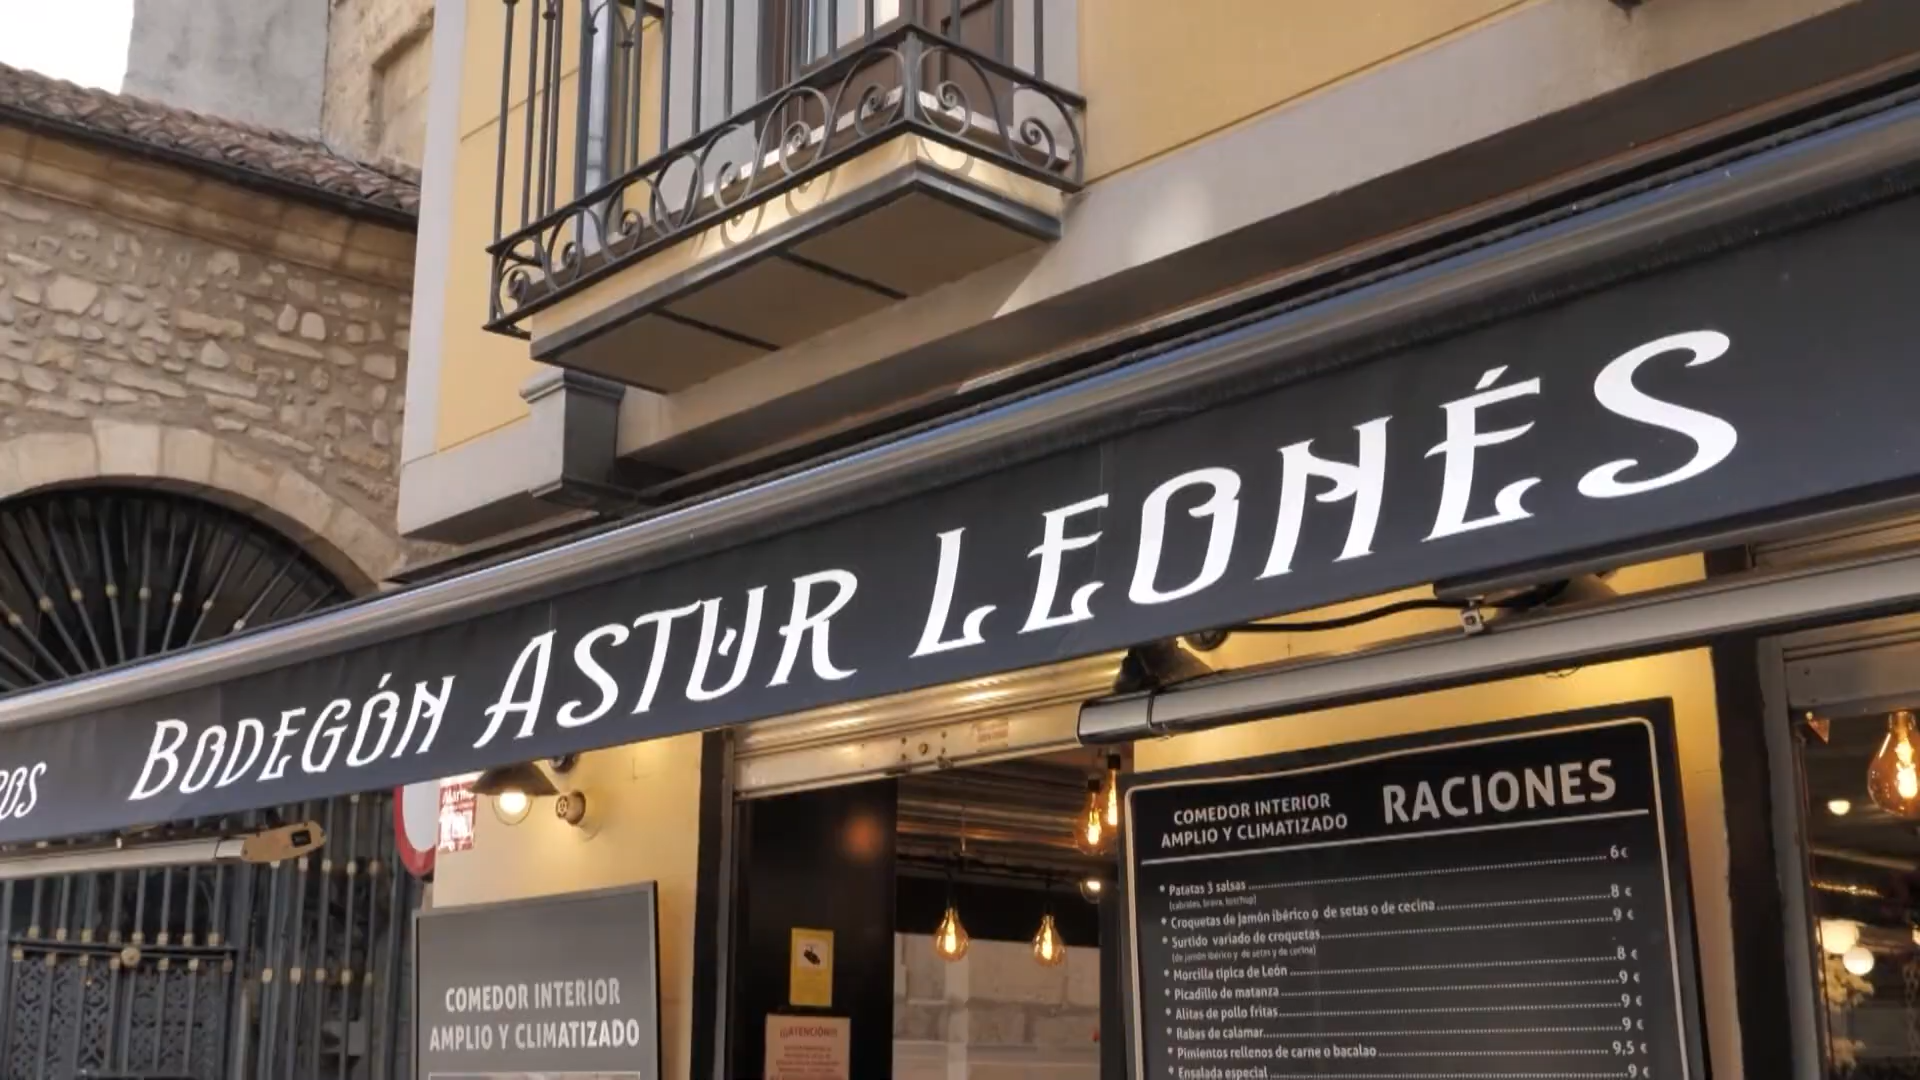 BODEGÓN ASTUR LEONÉS
COMEDOR INTERIOR
AMPLIO Y CLIMATIZADO
¡¡ATENCIÓN!!
COMEDOR INTERIOR
AMPLIO Y CLIMATIZADO
RACIONES
* Patatas 3 salsas 6 €
* Croquetas de jamón ibérico o de setas o de cecina 8 €
* Surtido variado de croquetas 9 €
* Morcilla típica de León 8 €
* Picadillo de matanza 9 €
* Alitas de pollo fritas 9 €
* Rabas de calamar 9 €
* Pimientos rellenos de carne o bacalao 9,5 €
* Ensalada especial 9 €